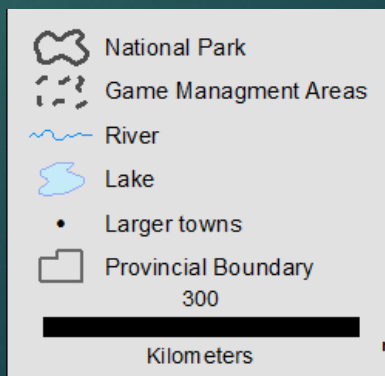 National Park
Game Managment Areas
River
Lake
Larger towns
Provincial Boundary
300
Kilometers